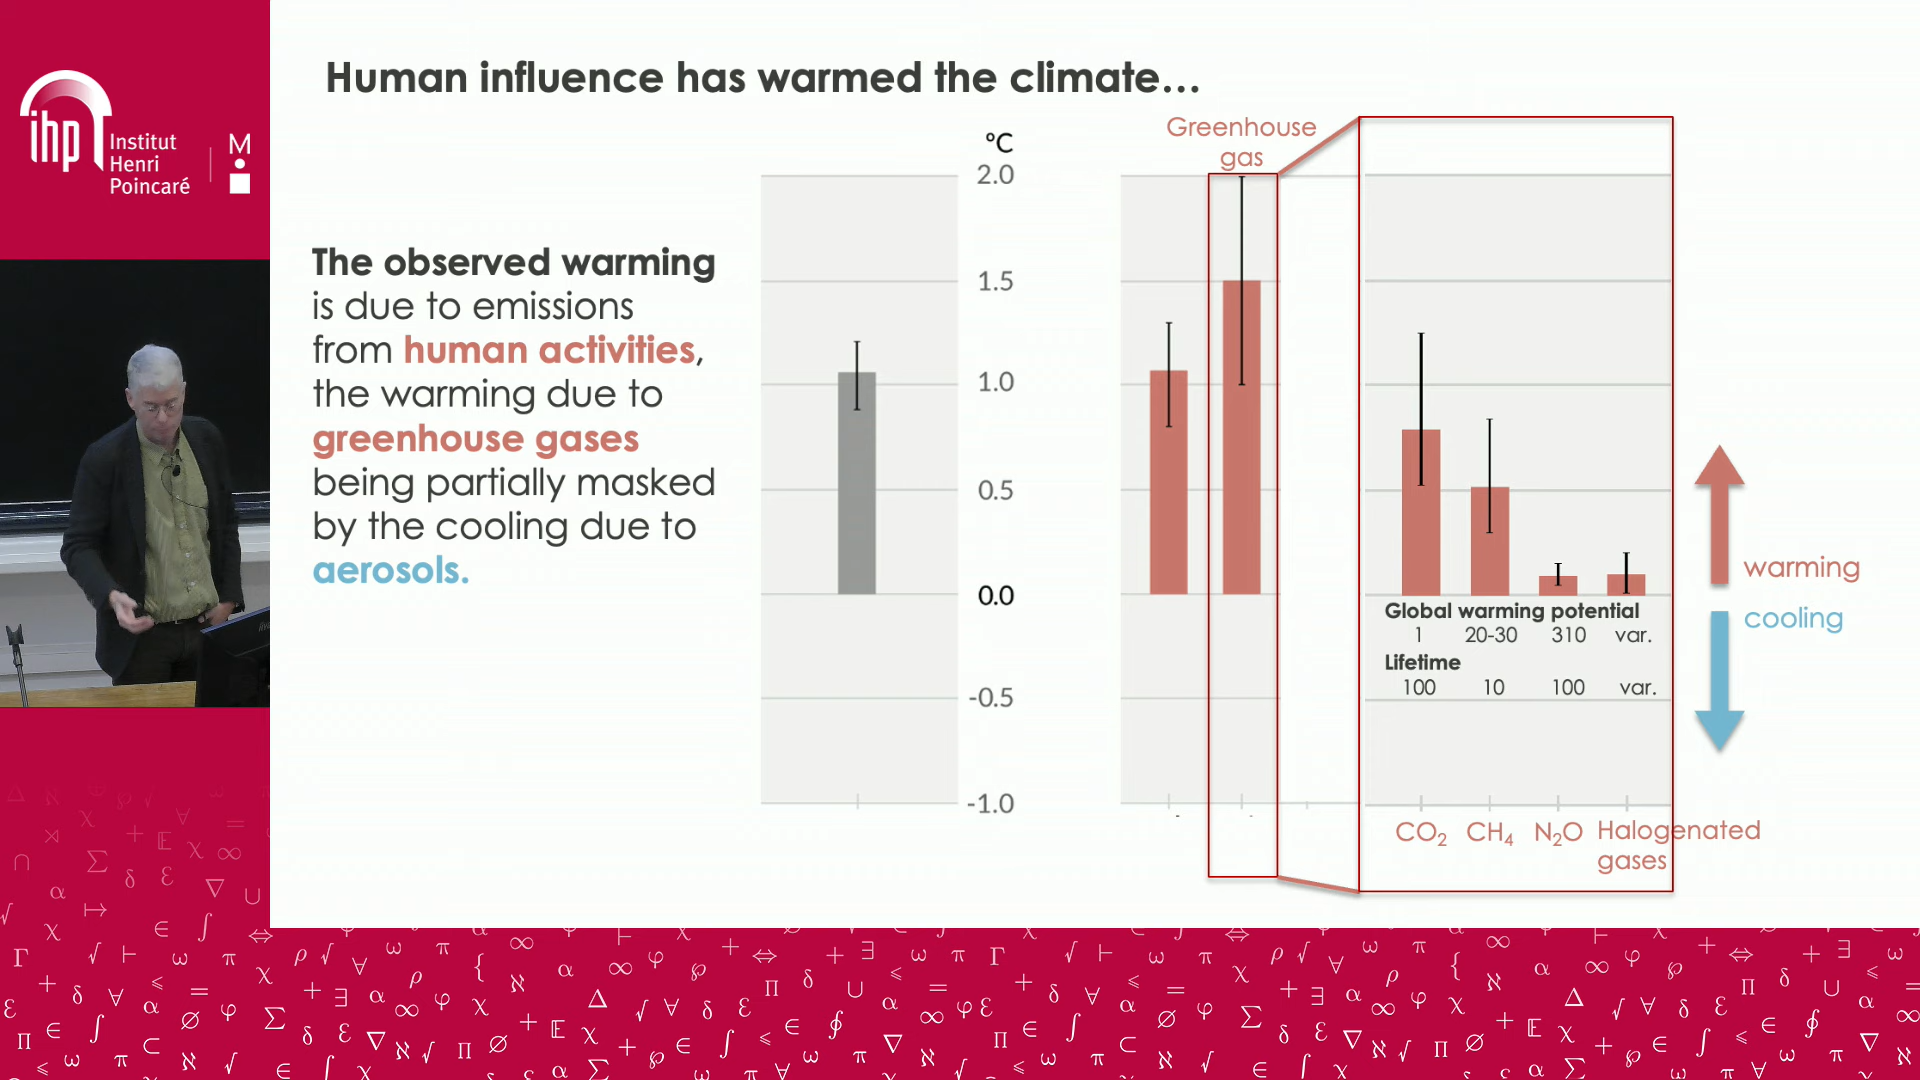 ihp Institut
Henri
Poincaré
M
Human influence has warmed the climate...
The observed warming
is due to emissions
from human activities,
the warming due to
greenhouse gases
being partially masked
by the cooling due to
aerosols.
°C
2.0
1.5
1.0
0.5
0.0
-0.5
-1.0
Greenhouse
gas
Global warming potential
1 20-30 310 var.
Lifetime
100 10 100 var.
CO₂ CH₄ N₂O Halogenated
gases
warming
cooling